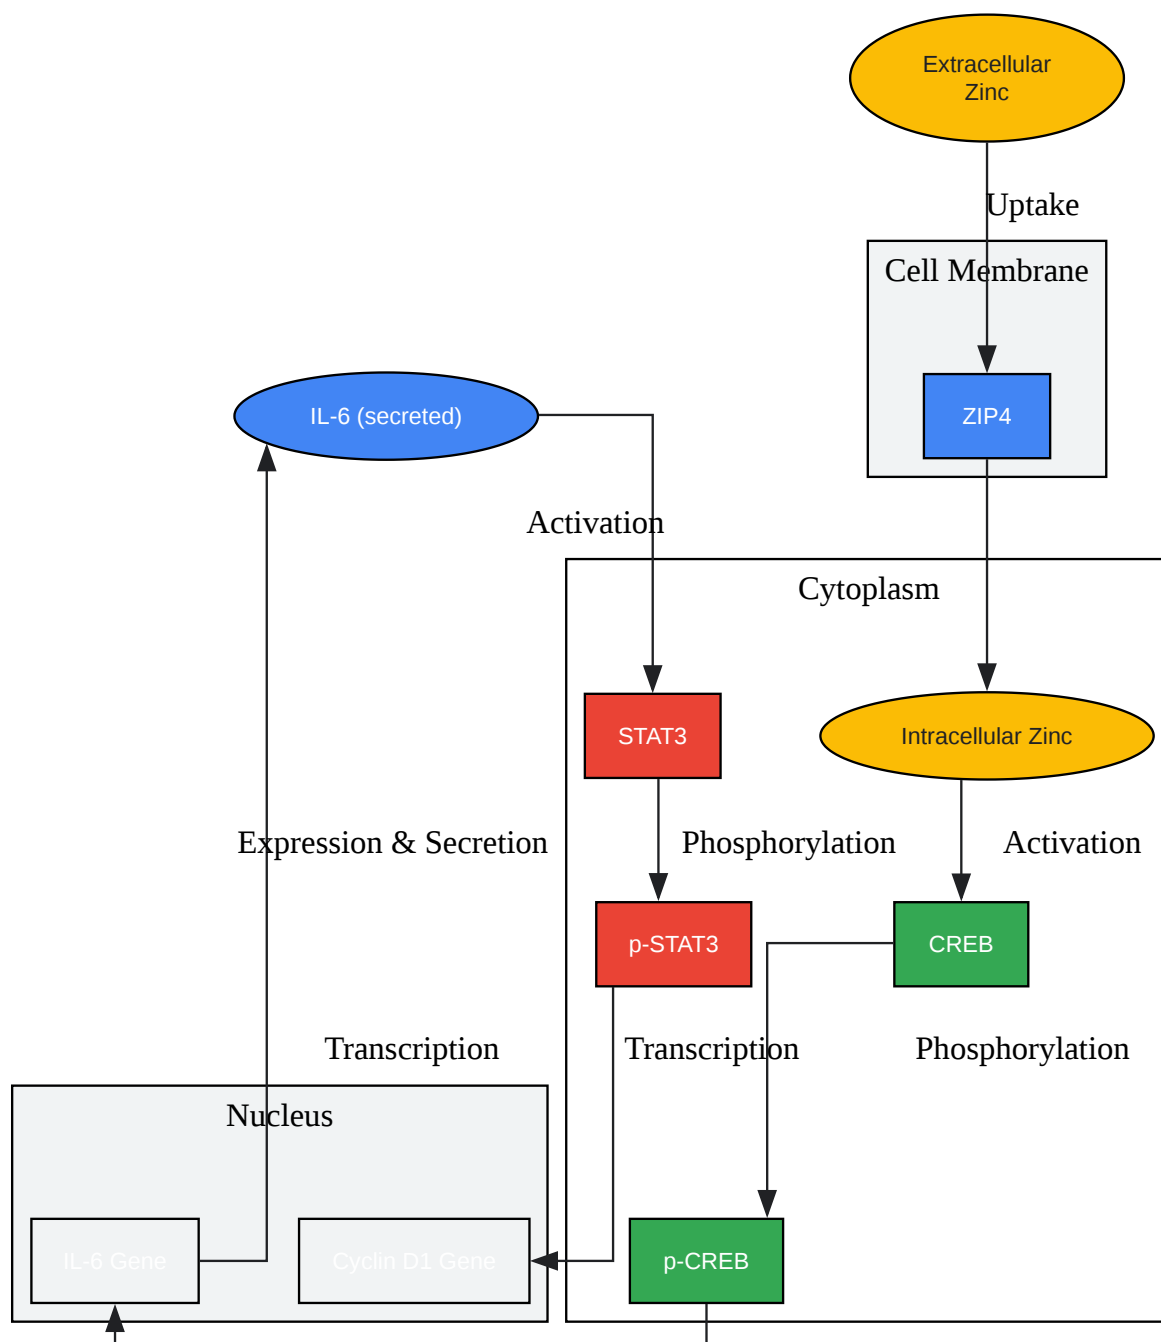 Extracellular
Zinc
Uptake
Cell Membrane
IL-6 (secreted)
ZIP4
Activation
Cytoplasm
STAT3
Intracellular Zinc
Expression & Secretion
Phosphorylation
Activation
p-STAT3
CREB
Transcription
Transcription
Phosphorylation
Nucleus
IL-6 Gene
Cyclin D1 Gene
p-CREB